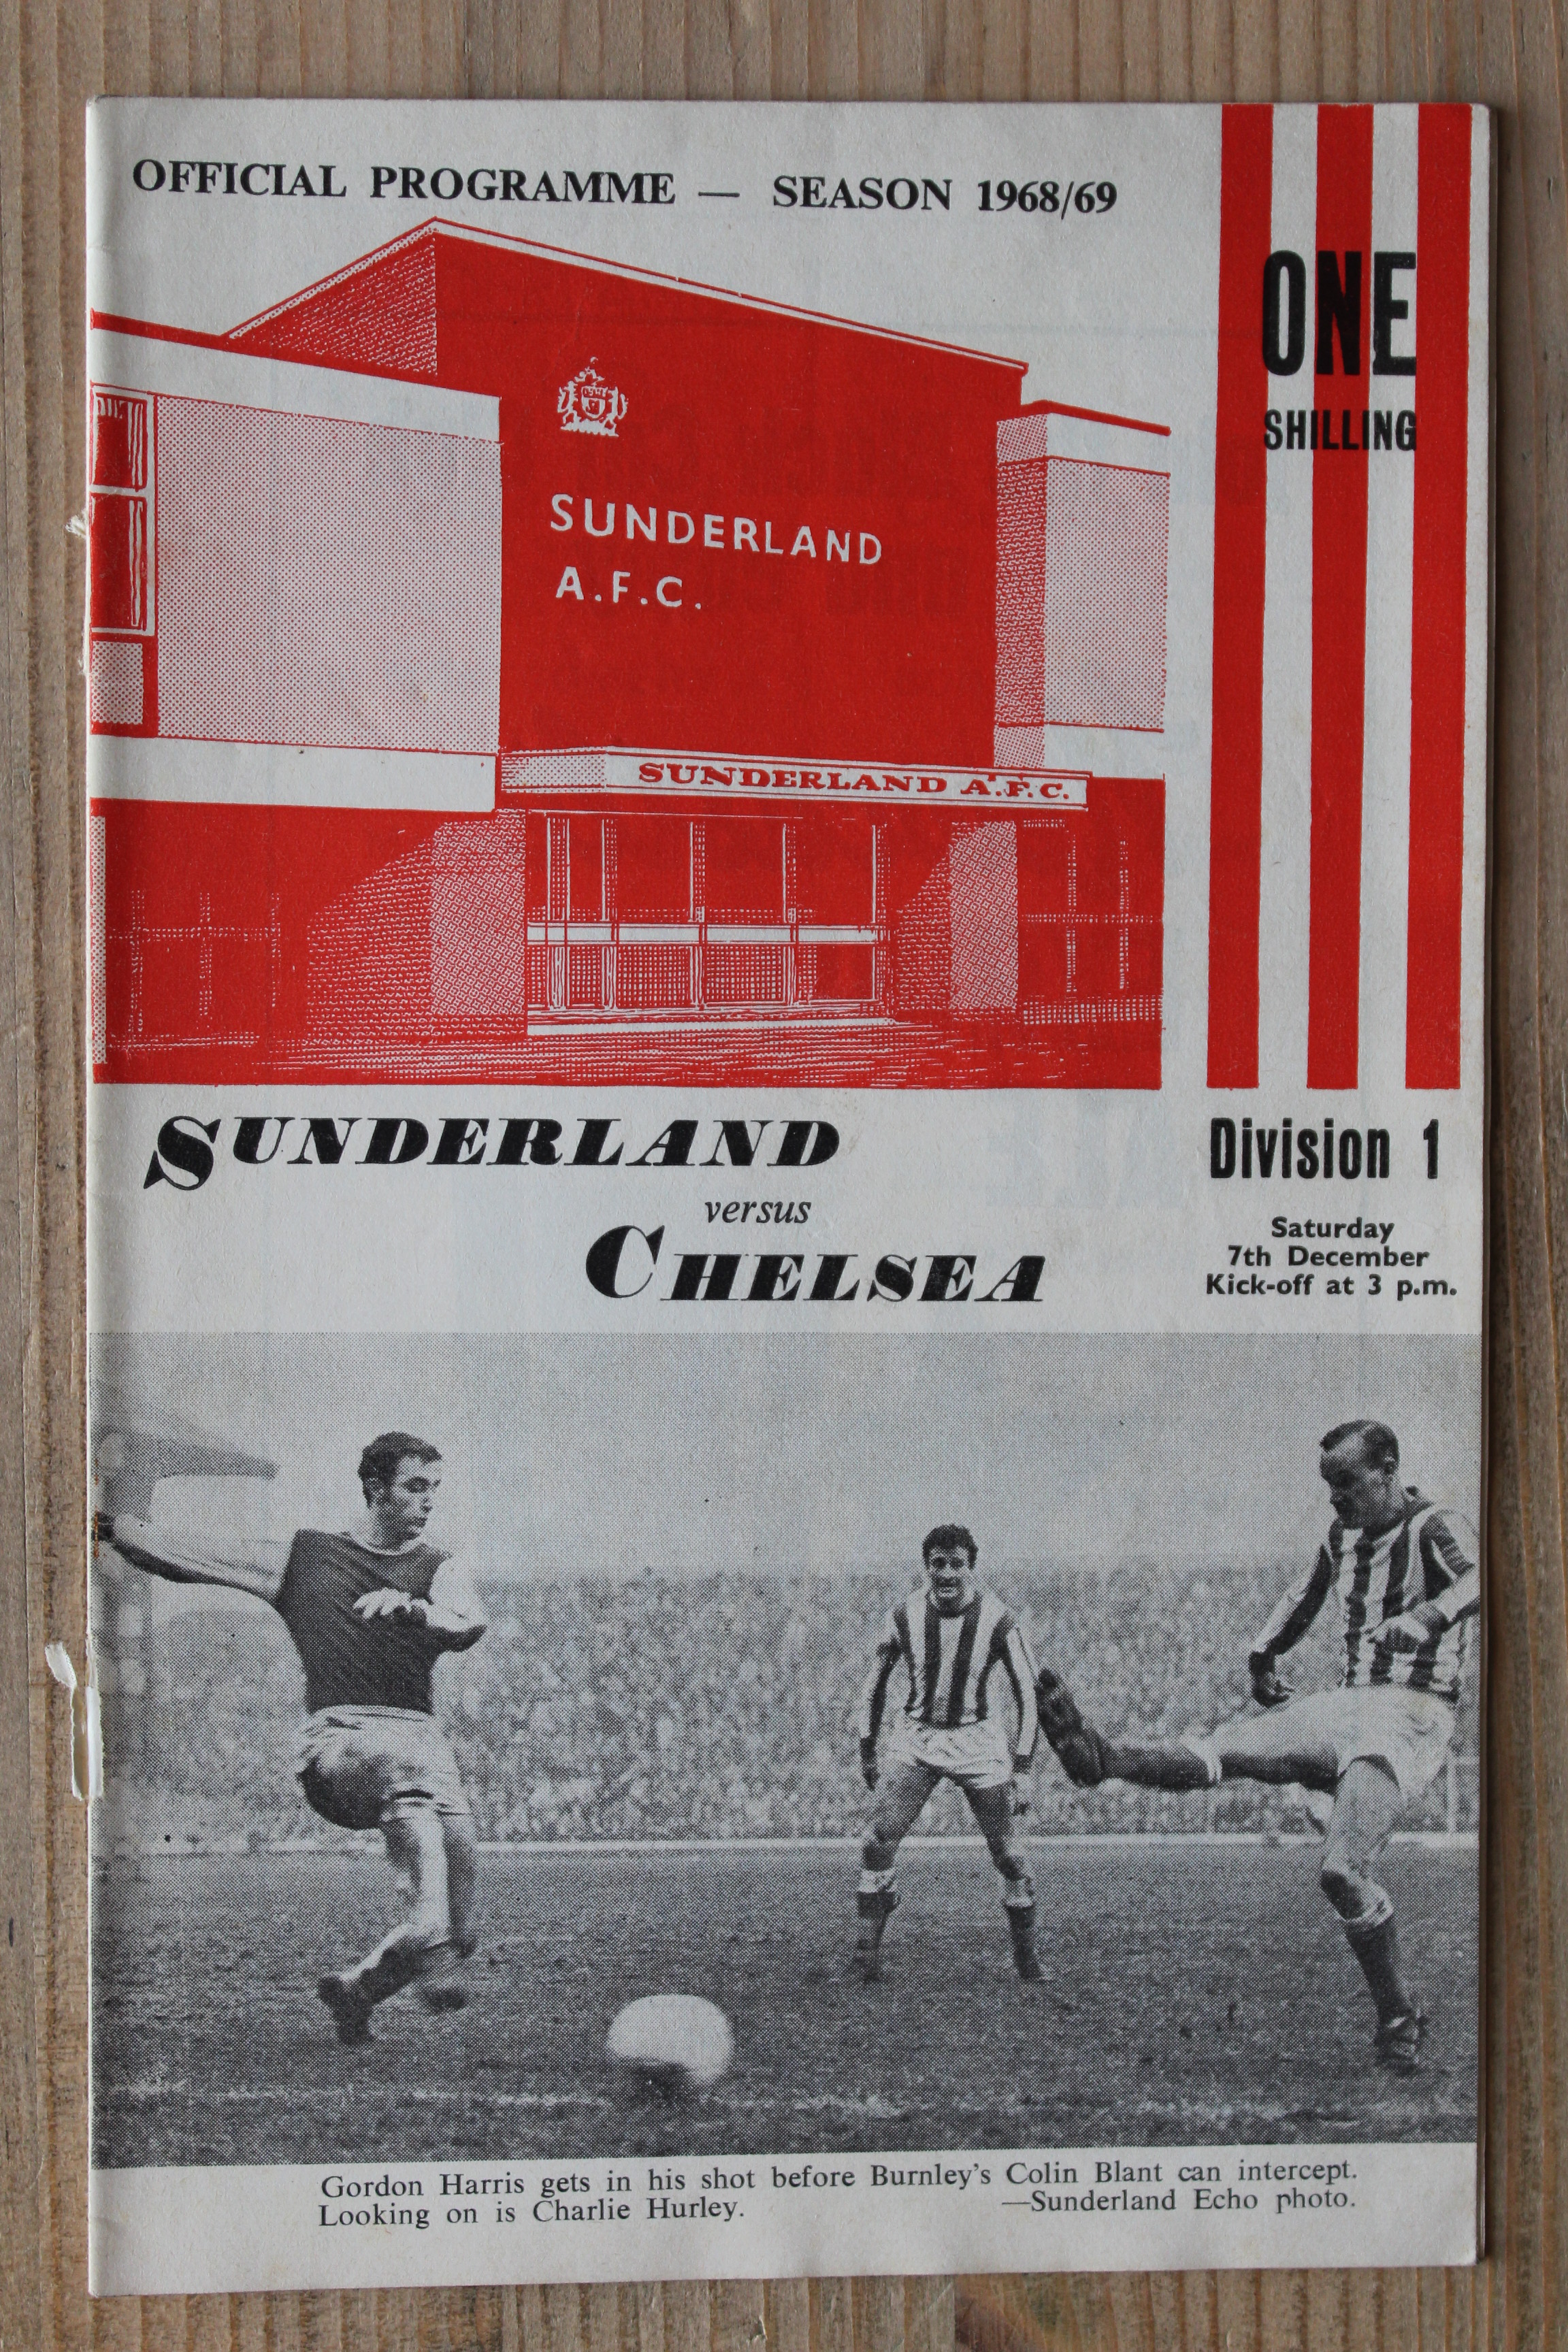 OFFICIAL PROGRAMME — SEASON 1968/69
ONE
SHILLING
SUNDERLAND
A.F.C.
SUNDERLAND A.F.C.
SUNDERLAND
versus
CHELSEA
Division 1
Saturday
7th December
Kick-off at 3 p.m.
Gordon Harris gets in his shot before Burnley's Colin Blant can intercept.
Looking on is Charlie Hurley. —Sunderland Echo photo.